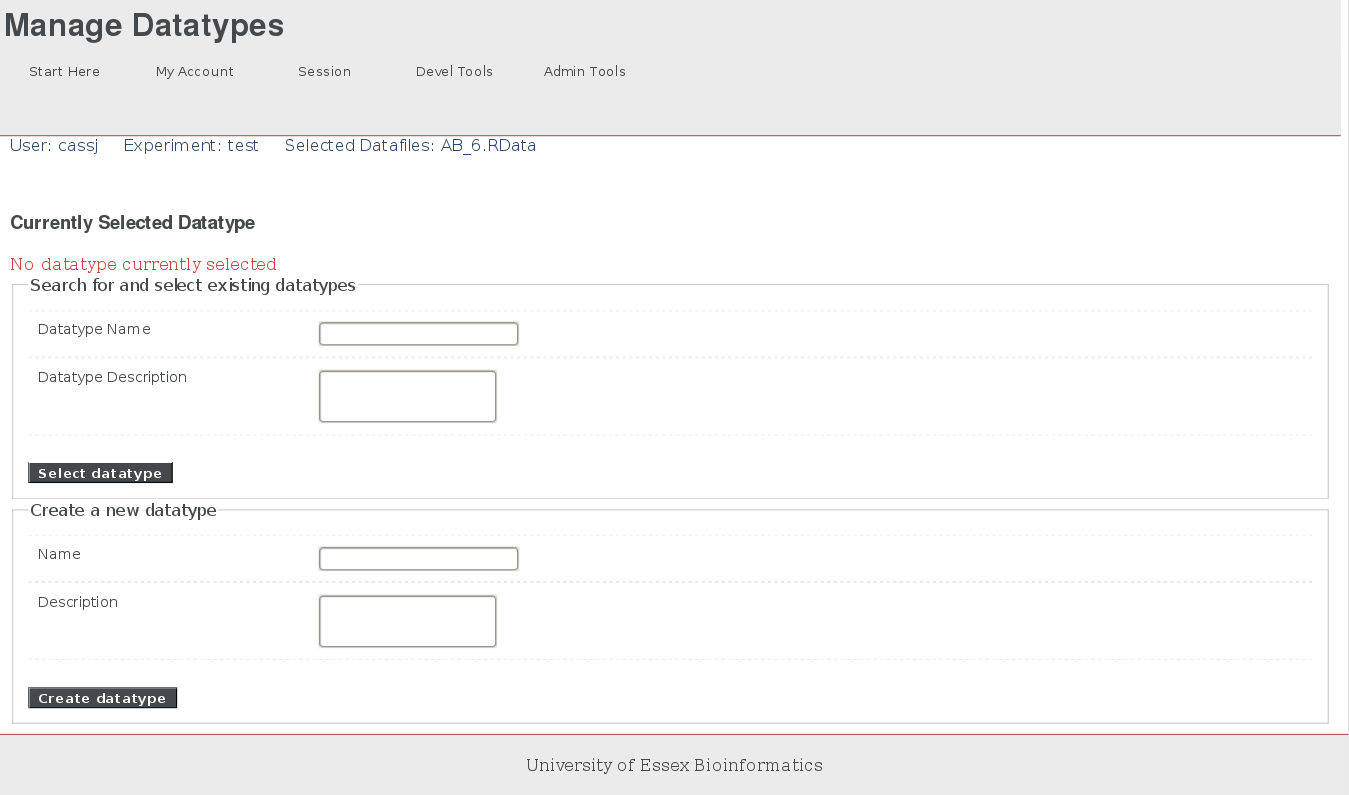 Manage Datatypes
Start Here My Account Session Devel Tools Admin Tools
User: cassj Experiment: test Selected Datafiles: AB_6.RData
Currently Selected Datatype
No datatype currently selected
Search for and select existing datatypes
Datatype Name
Datatype Description
Select datatype
Create a new datatype
Name
Description
Create datatype
University of Essex Bioinformatics